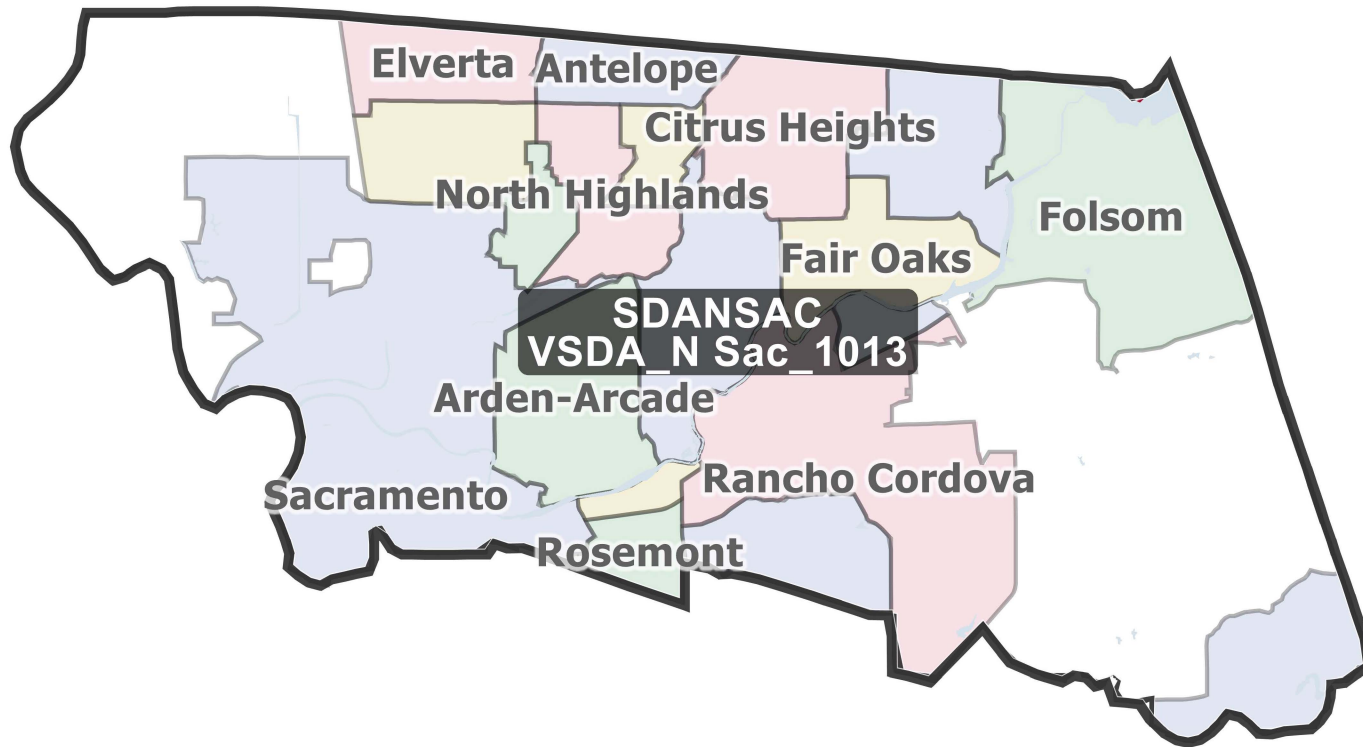 Elverta
Antelope
Citrus Heights
North Highlands
Folsom
Fair Oaks
SDANSAC
VSDA_N Sac_1013
Arden-Arcade
Rancho Cordova
Sacramento
Rosemont